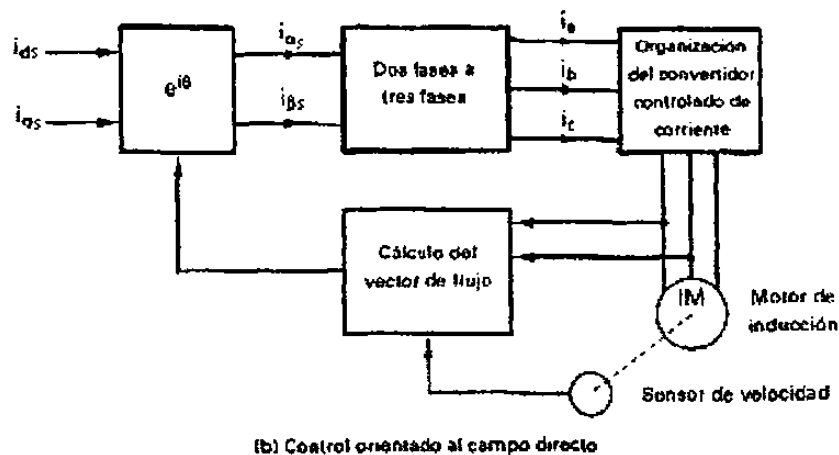 i_ds
i_qs
e^iθ
i_αs
i_βs
Dos fases a
tres fases
i_a
i_b
i_c
Organización
del convertidor
controlado de
corriente
Cálculo del
vector de flujo
IM
Motor de
inducción
Sensor de velocidad
(b) Control orientado al campo directo